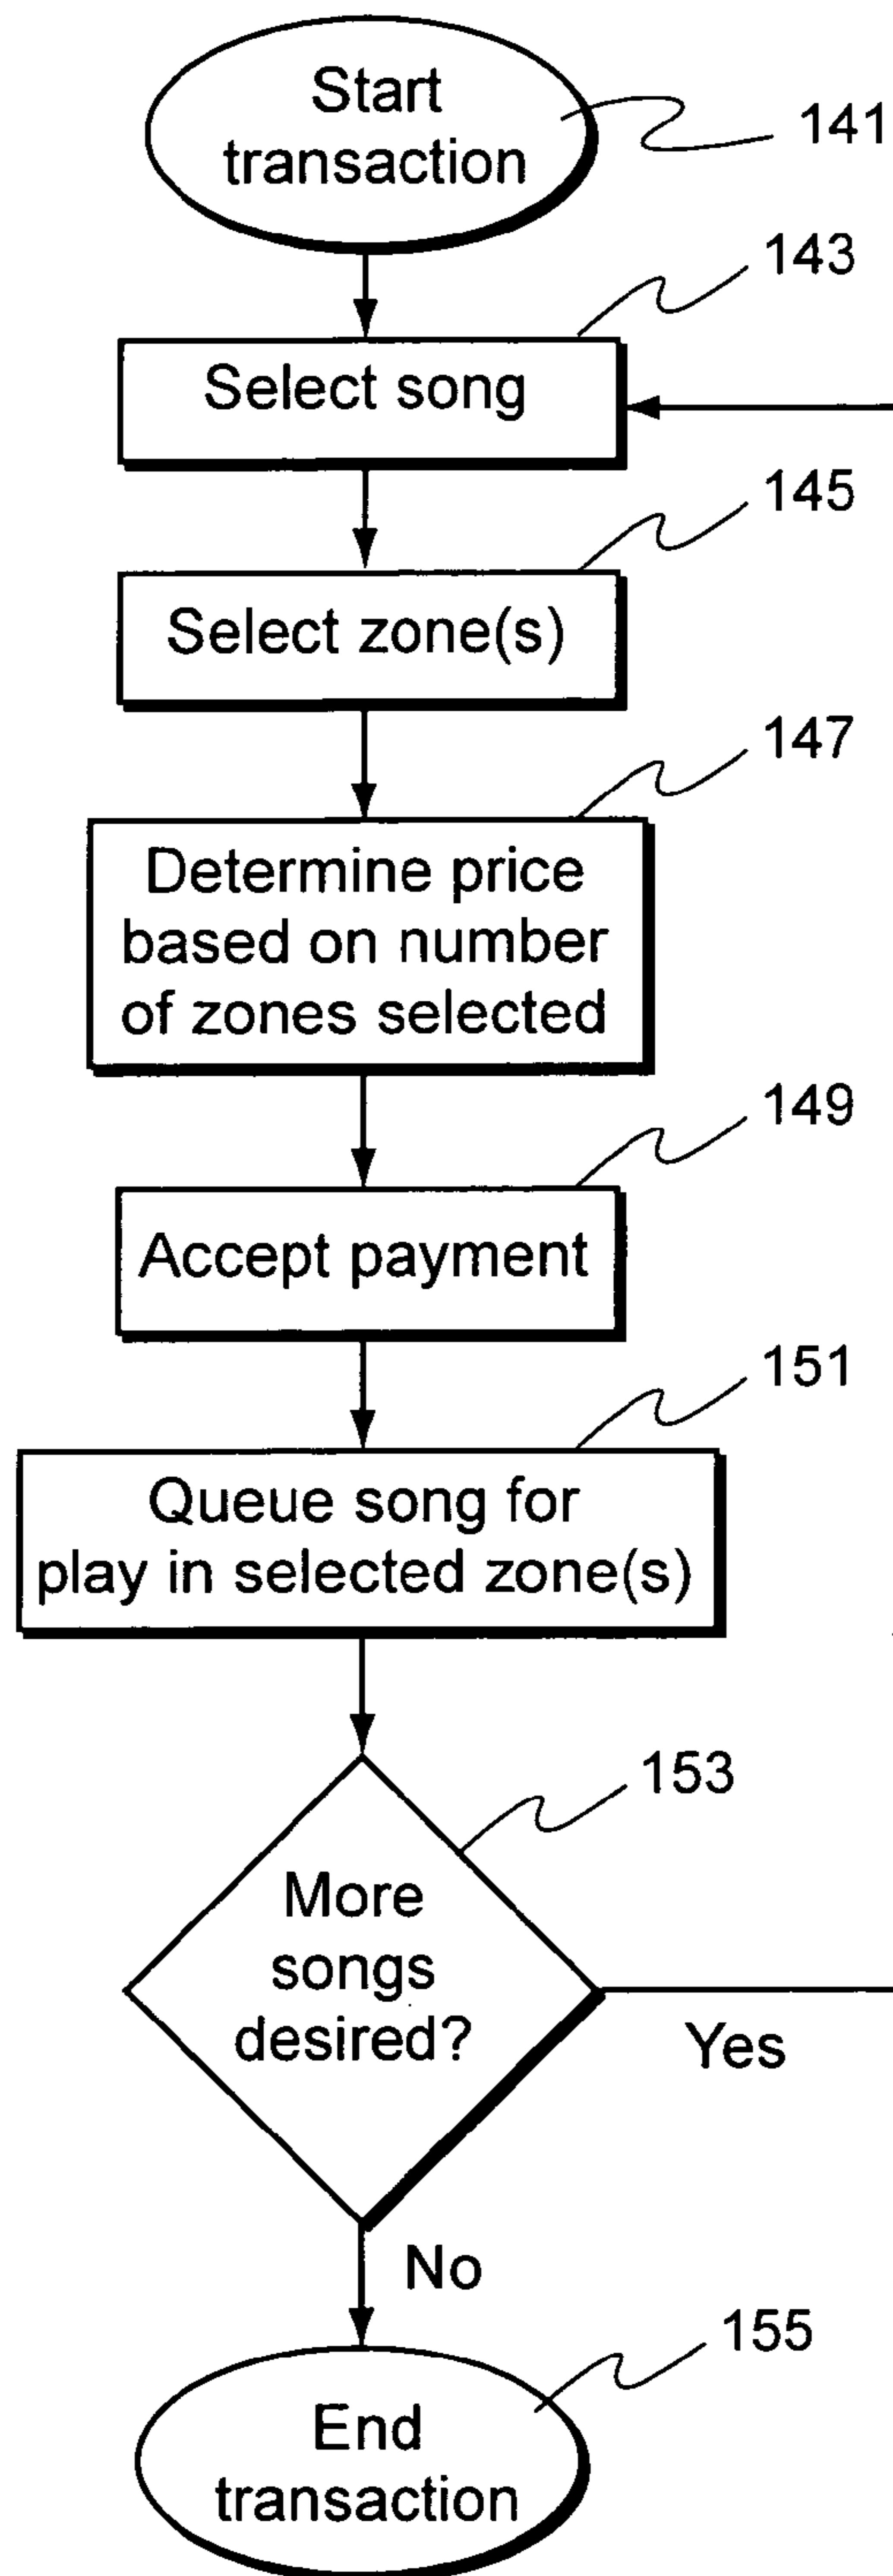 Start
transaction
141
143
Select song
145
Select zone(s)
147
Determine price
based on number
of zones selected
149
Accept payment
151
Queue song for
play in selected zone(s)
153
More
songs
desired?
Yes
No
155
End
transaction